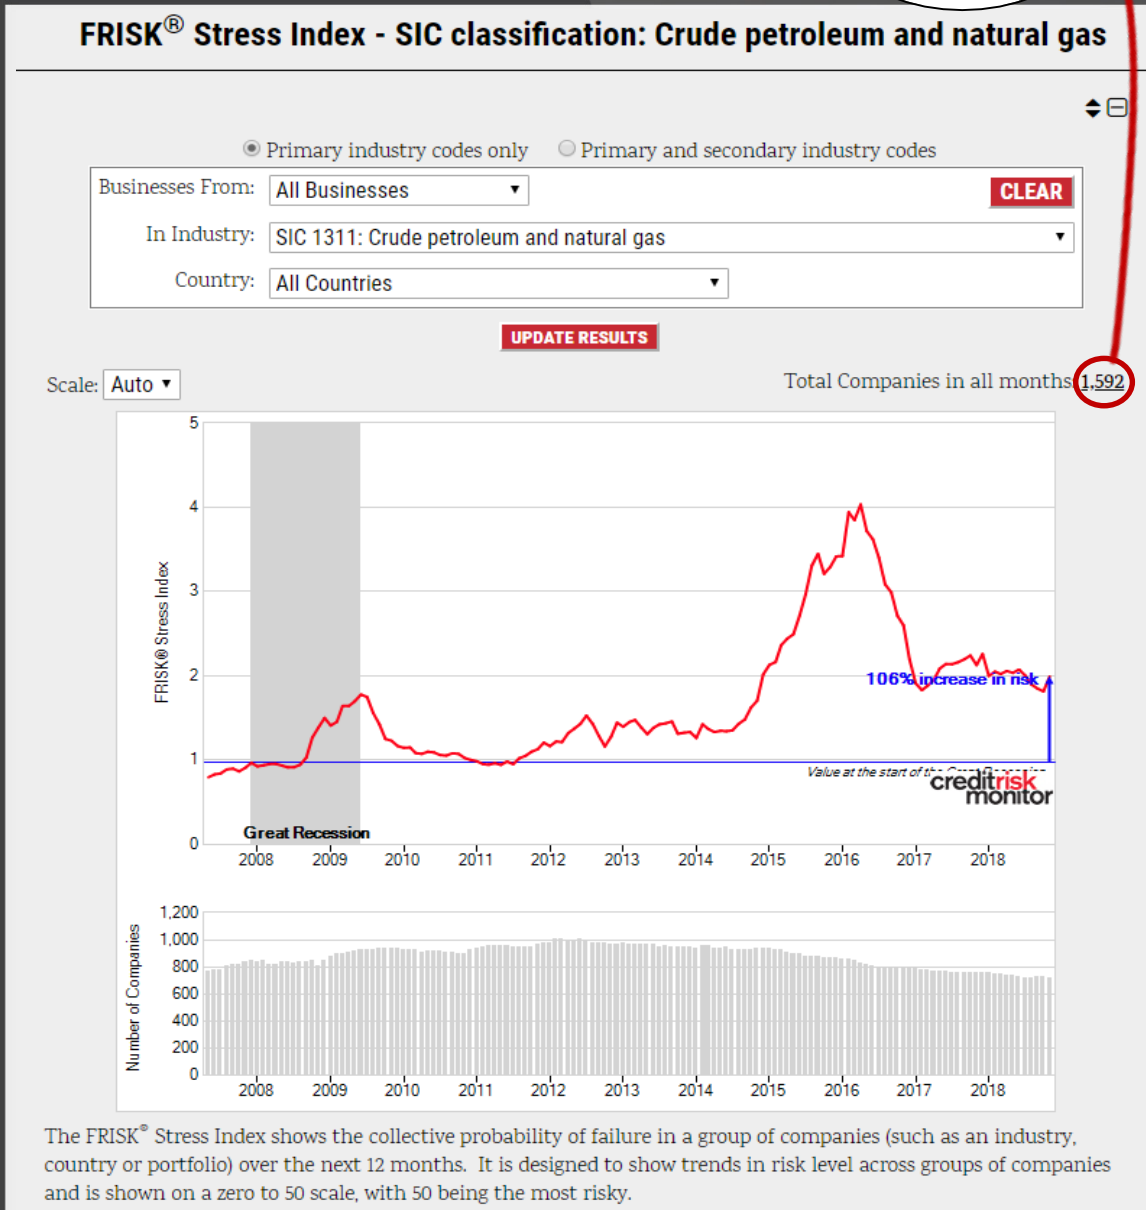 FRISK® Stress Index - SIC classification: Crude petroleum and natural gas
Primary industry codes only Primary and secondary industry codes
Businesses From: All Businesses CLEAR
In Industry: SIC 1311: Crude petroleum and natural gas
Country: All Countries
UPDATE RESULTS
Scale: Auto Total Companies in all months: 1,592
5
4
3
2
1
0
FRISK® Stress Index
106% increase in risk
Value at the start of the Great Recession
creditrisk
monitor
Great Recession
2008 2009 2010 2011 2012 2013 2014 2015 2016 2017 2018
1,200
1,000
800
600
400
200
0
Number of Companies
2008 2009 2010 2011 2012 2013 2014 2015 2016 2017 2018
The FRISK® Stress Index shows the collective probability of failure in a group of companies (such as an industry,
country or portfolio) over the next 12 months. It is designed to show trends in risk level across groups of companies
and is shown on a zero to 50 scale, with 50 being the most risky.